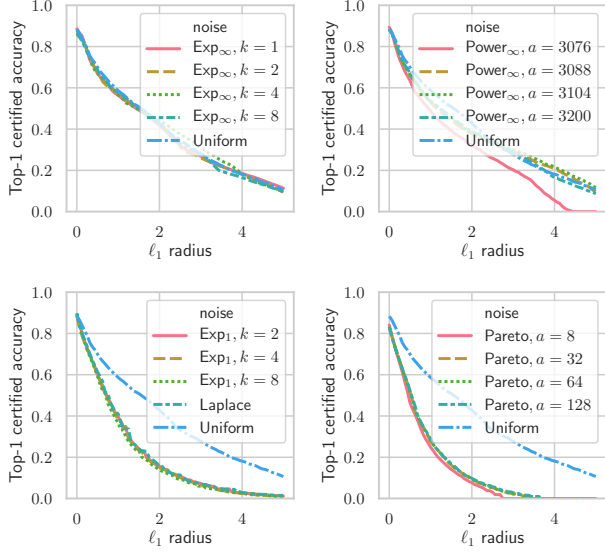 1.0
0.8
0.6
0.4
0.2
0.0
0
2
4
Top-1 certified accuracy
ℓ₁ radius
noise
Exp∞, k = 1
Exp∞, k = 2
Exp∞, k = 4
Exp∞, k = 8
Uniform
1.0
0.8
0.6
0.4
0.2
0.0
0
2
4
Top-1 certified accuracy
ℓ₁ radius
noise
Power∞, a = 3076
Power∞, a = 3088
Power∞, a = 3104
Power∞, a = 3200
Uniform
1.0
0.8
0.6
0.4
0.2
0.0
0
2
4
Top-1 certified accuracy
ℓ₁ radius
noise
Exp₁, k = 2
Exp₁, k = 4
Exp₁, k = 8
Laplace
Uniform
1.0
0.8
0.6
0.4
0.2
0.0
0
2
4
Top-1 certified accuracy
ℓ₁ radius
noise
Pareto, a = 8
Pareto, a = 32
Pareto, a = 64
Pareto, a = 128
Uniform